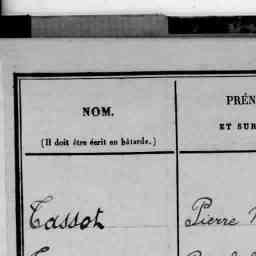 NOM.
PRÉN
ET SUR
(Il doit être écrit en bâtarde.)
Tassot
Pierre